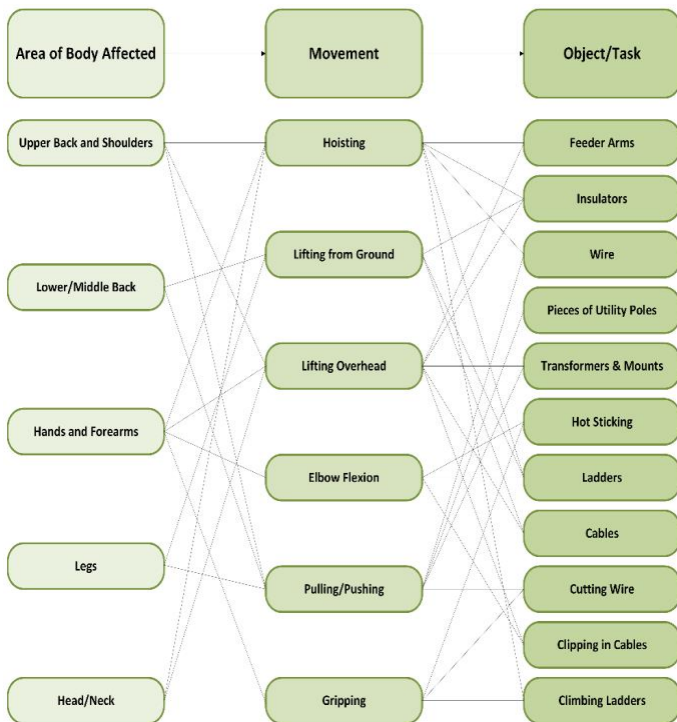 Area of Body Affected
Movement
Object/Task
Upper Back and Shoulders
Hoisting
Feeder Arms
Insulators
Lower/Middle Back
Lifting from Ground
Wire
Pieces of Utility Poles
Lifting Overhead
Transformers & Mounts
Hands and Forearms
Hot Sticking
Elbow Flexion
Ladders
Cables
Legs
Pulling/Pushing
Cutting Wire
Clipping in Cables
Head/Neck
Gripping
Climbing Ladders